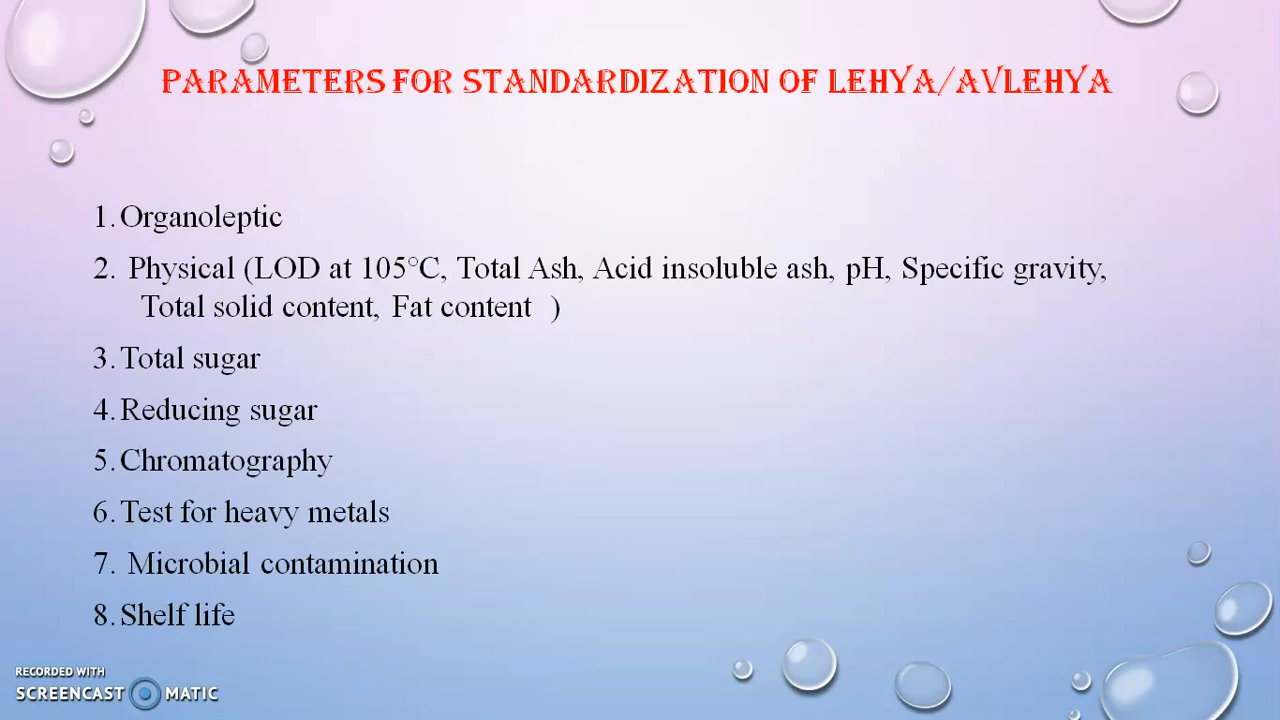 PARAMETERS FOR STANDARDIZATION OF LEHYA/AVLEHYA
1. Organoleptic
2. Physical (LOD at 105°C, Total Ash, Acid insoluble ash, pH, Specific gravity,
Total solid content, Fat content )
3. Total sugar
4. Reducing sugar
5. Chromatography
6. Test for heavy metals
7. Microbial contamination
8. Shelf life
RECORDED WITH
SCREENCAST MATIC